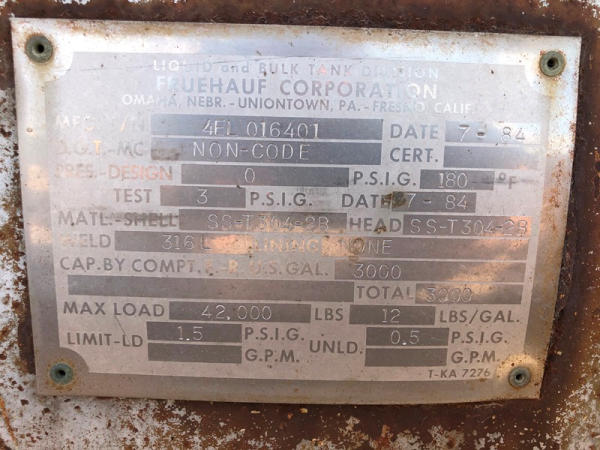 LIQUID and BULK TANK DIVISION
FRUEHAUF CORPORATION
OMAHA, NEBR. - UNIONTOWN, PA. - FRESNO, CALIF.
MFG. S/N 4FL 016401 DATE 7 - 84
D.O.T.-MC NON-CODE CERT.
PRES.-DESIGN 0 P.S.I.G. 180 °F
TEST 3 P.S.I.G. DATE 7 - 84
MATL.-SHELL SS-T304-2B HEAD SS-T304-2B
WELD 316 L LINING NONE
CAP. BY COMPT. F.-R. U.S. GAL. 3000
TOTAL 3000
MAX LOAD 42,000 LBS 12 LBS/GAL.
LIMIT-LD 1.5 P.S.I.G. UNLD. 0.5 P.S.I.G.
G.P.M. G.P.M.
T-KA 7276